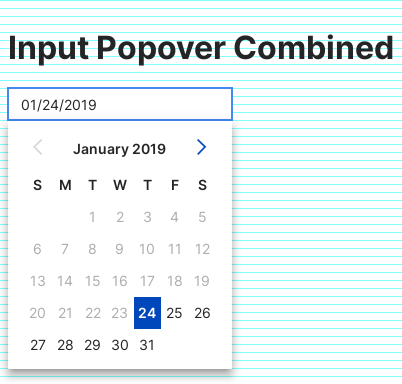 Input Popover Combined
01/24/2019
January 2019
S M T W T F S
1 2 3 4 5
6 7 8 9 10 11 12
13 14 15 16 17 18 19
20 21 22 23 24 25 26
27 28 29 30 31